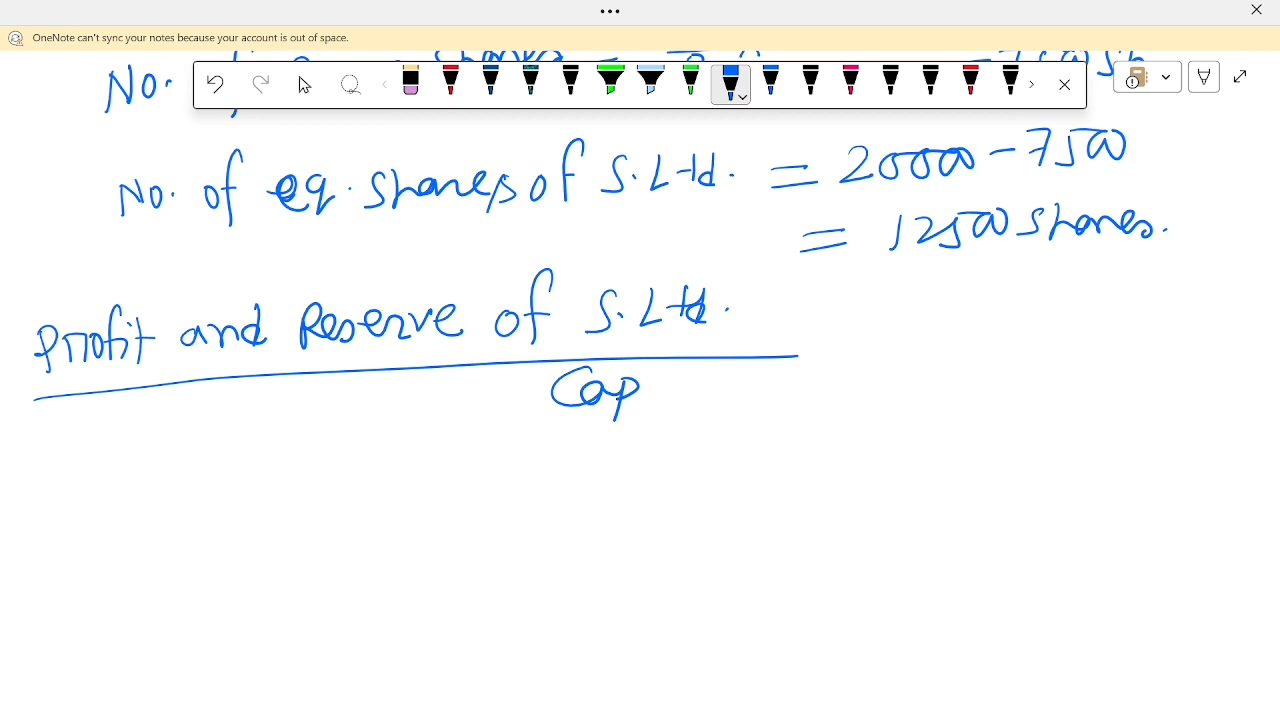 OneNote can't sync your notes because your account is out of space.
No.
No. of eq. shares of S. Ltd. = 20000 - 7500
= 12500 shares.
Profit and Reserve of S. Ltd.
Cap